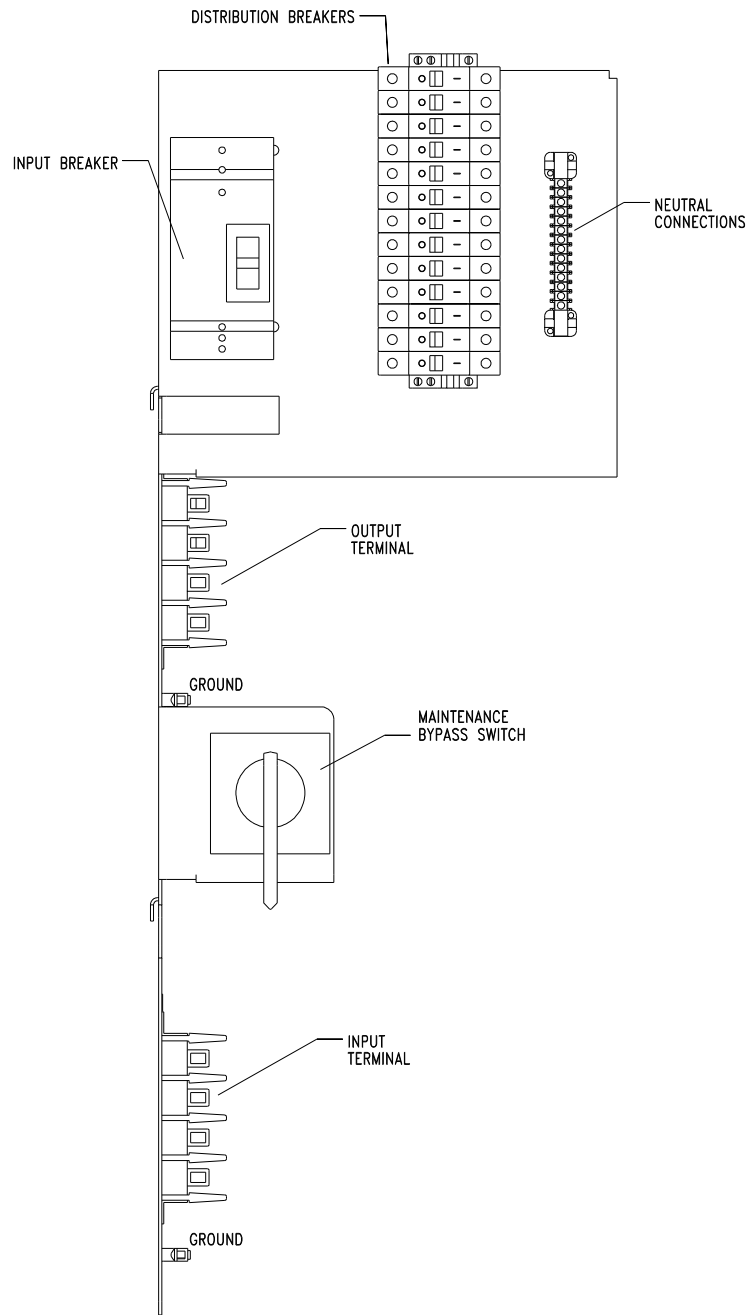 DISTRIBUTION BREAKERS
INPUT BREAKER
NEUTRAL
CONNECTIONS
OUTPUT
TERMINAL
GROUND
MAINTENANCE
BYPASS SWITCH
INPUT
TERMINAL
GROUND